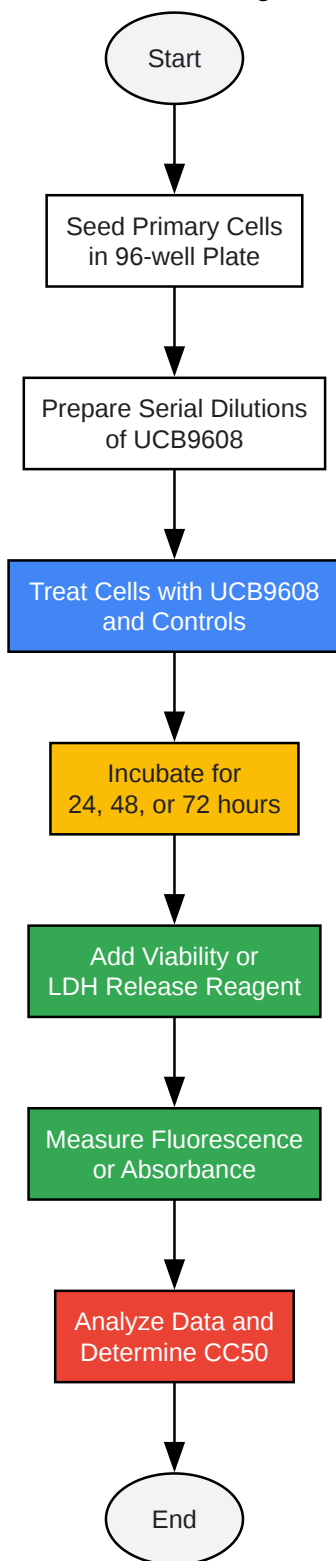 Start
Seed Primary Cells
in 96-well Plate
Prepare Serial Dilutions
of UCB9608
Treat Cells with UCB9608
and Controls
Incubate for
24, 48, or 72 hours
Add Viability or
LDH Release Reagent
Measure Fluorescence
or Absorbance
Analyze Data and
Determine CC50
End